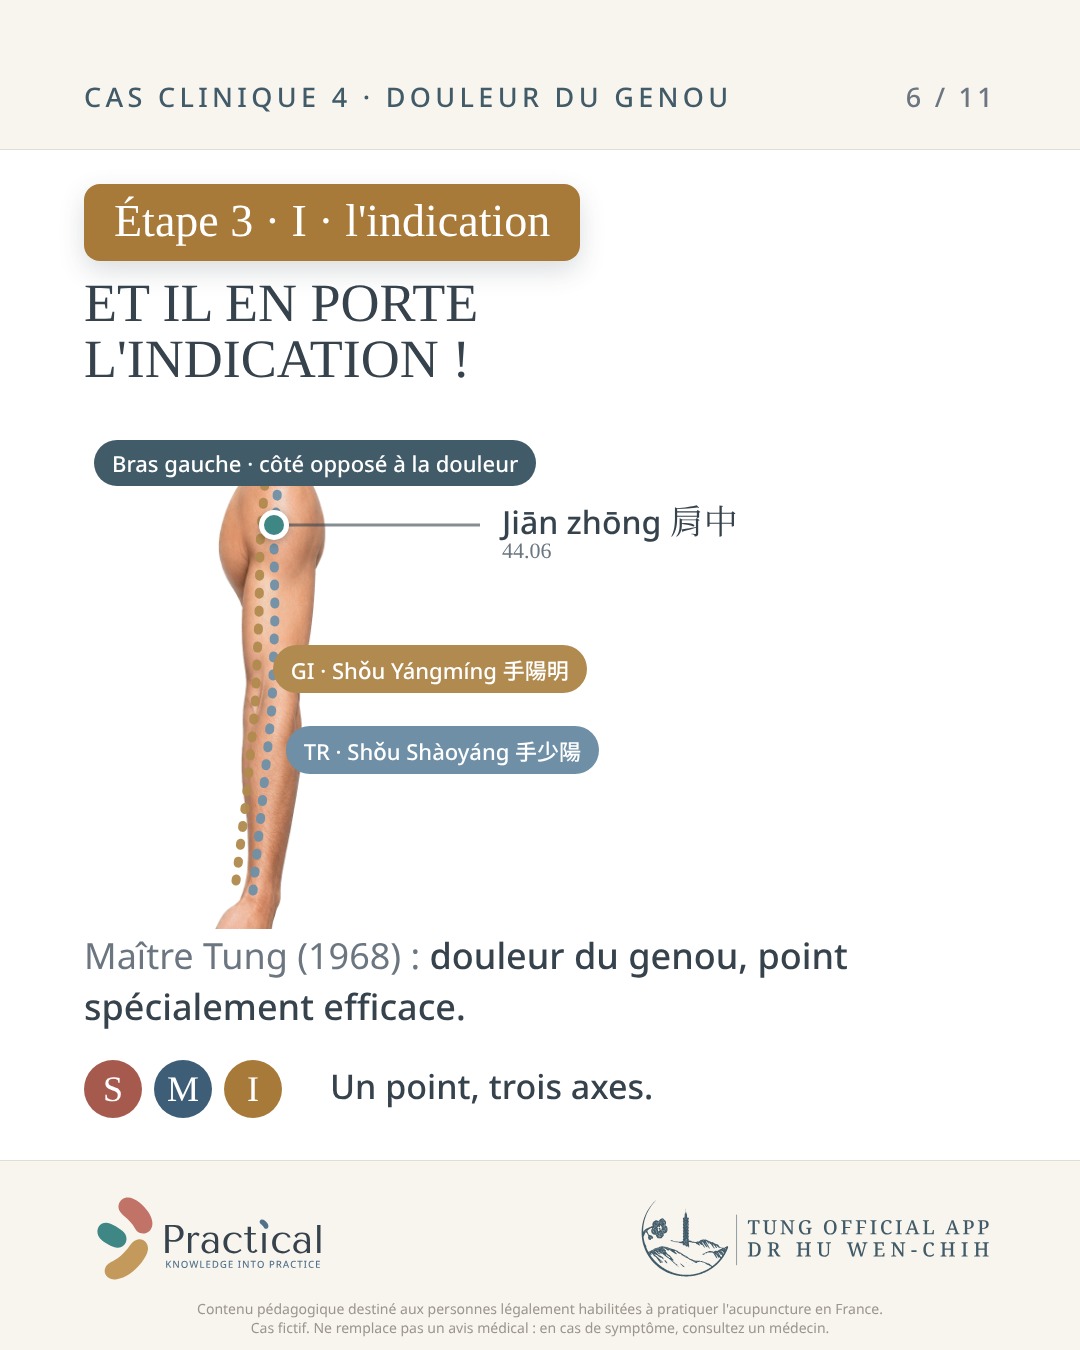 CAS CLINIQUE 4 · DOULEUR DU GENOU
6 / 11
Étape 3 · I · l'indication
ET IL EN PORTE
L'INDICATION !
Bras gauche · côté opposé à la douleur
Jiān zhōng 肩中
44.06
GI · Shǒu Yángmíng 手陽明
TR · Shǒu Shàoyáng 手少陽
Maître Tung (1968) : douleur du genou, point
spécialement efficace.
S M I
Un point, trois axes.
Practical
KNOWLEDGE INTO PRACTICE
TUNG OFFICIAL APP
DR HU WEN-CHIH
Contenu pédagogique destiné aux personnes légalement habilitées à pratiquer l'acupuncture en France.
Cas fictif. Ne remplace pas un avis médical : en cas de symptôme, consultez un médecin.